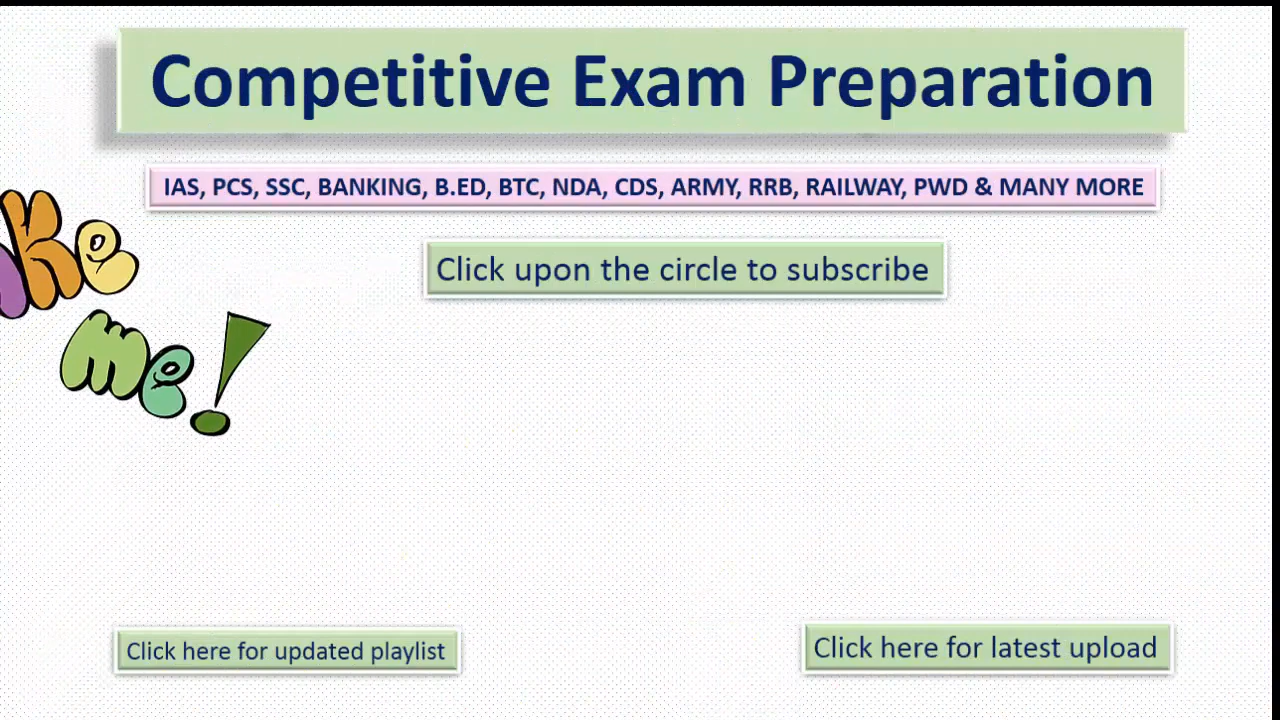 Competitive Exam Preparation
IAS, PCS, SSC, BANKING, B.ED, BTC, NDA, CDS, ARMY, RRB, RAILWAY, PWD & MANY MORE
Click upon the circle to subscribe
ke
me!
Click here for updated playlist
Click here for latest upload